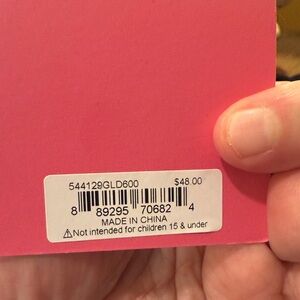 544129GLD600 $48.00
8 89295 70682 4
MADE IN CHINA
⚠Not intended for children 15 & under